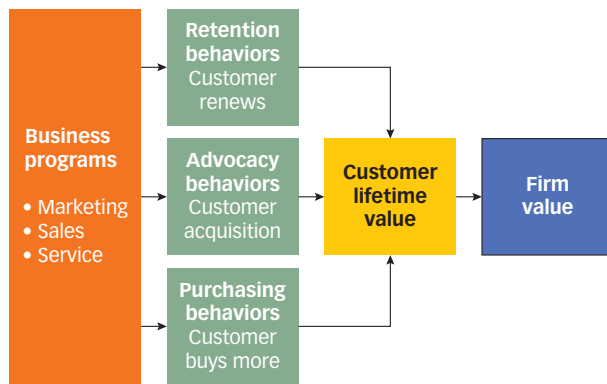 Business
programs
• Marketing
• Sales
• Service
Retention
behaviors
Customer
renews
Advocacy
behaviors
Customer
acquisition
Purchasing
behaviors
Customer
buys more
Customer
lifetime
value
Firm
value